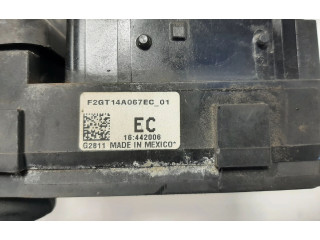 F2GT14A067EC_01
EC
16:442006
G2811 MADE IN MEXICO*